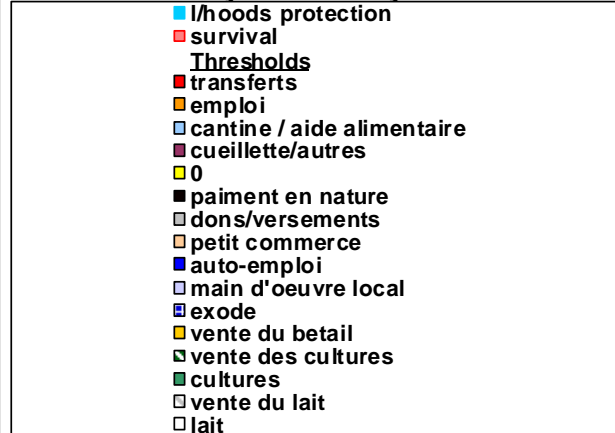 l/hoods protection
survival
Thresholds
transferts
emploi
cantine / aide alimentaire
cueillette/autres
0
paiment en nature
dons/versements
petit commerce
auto-emploi
main d'oeuvre local
exode
vente du betail
vente des cultures
cultures
vente du lait
lait